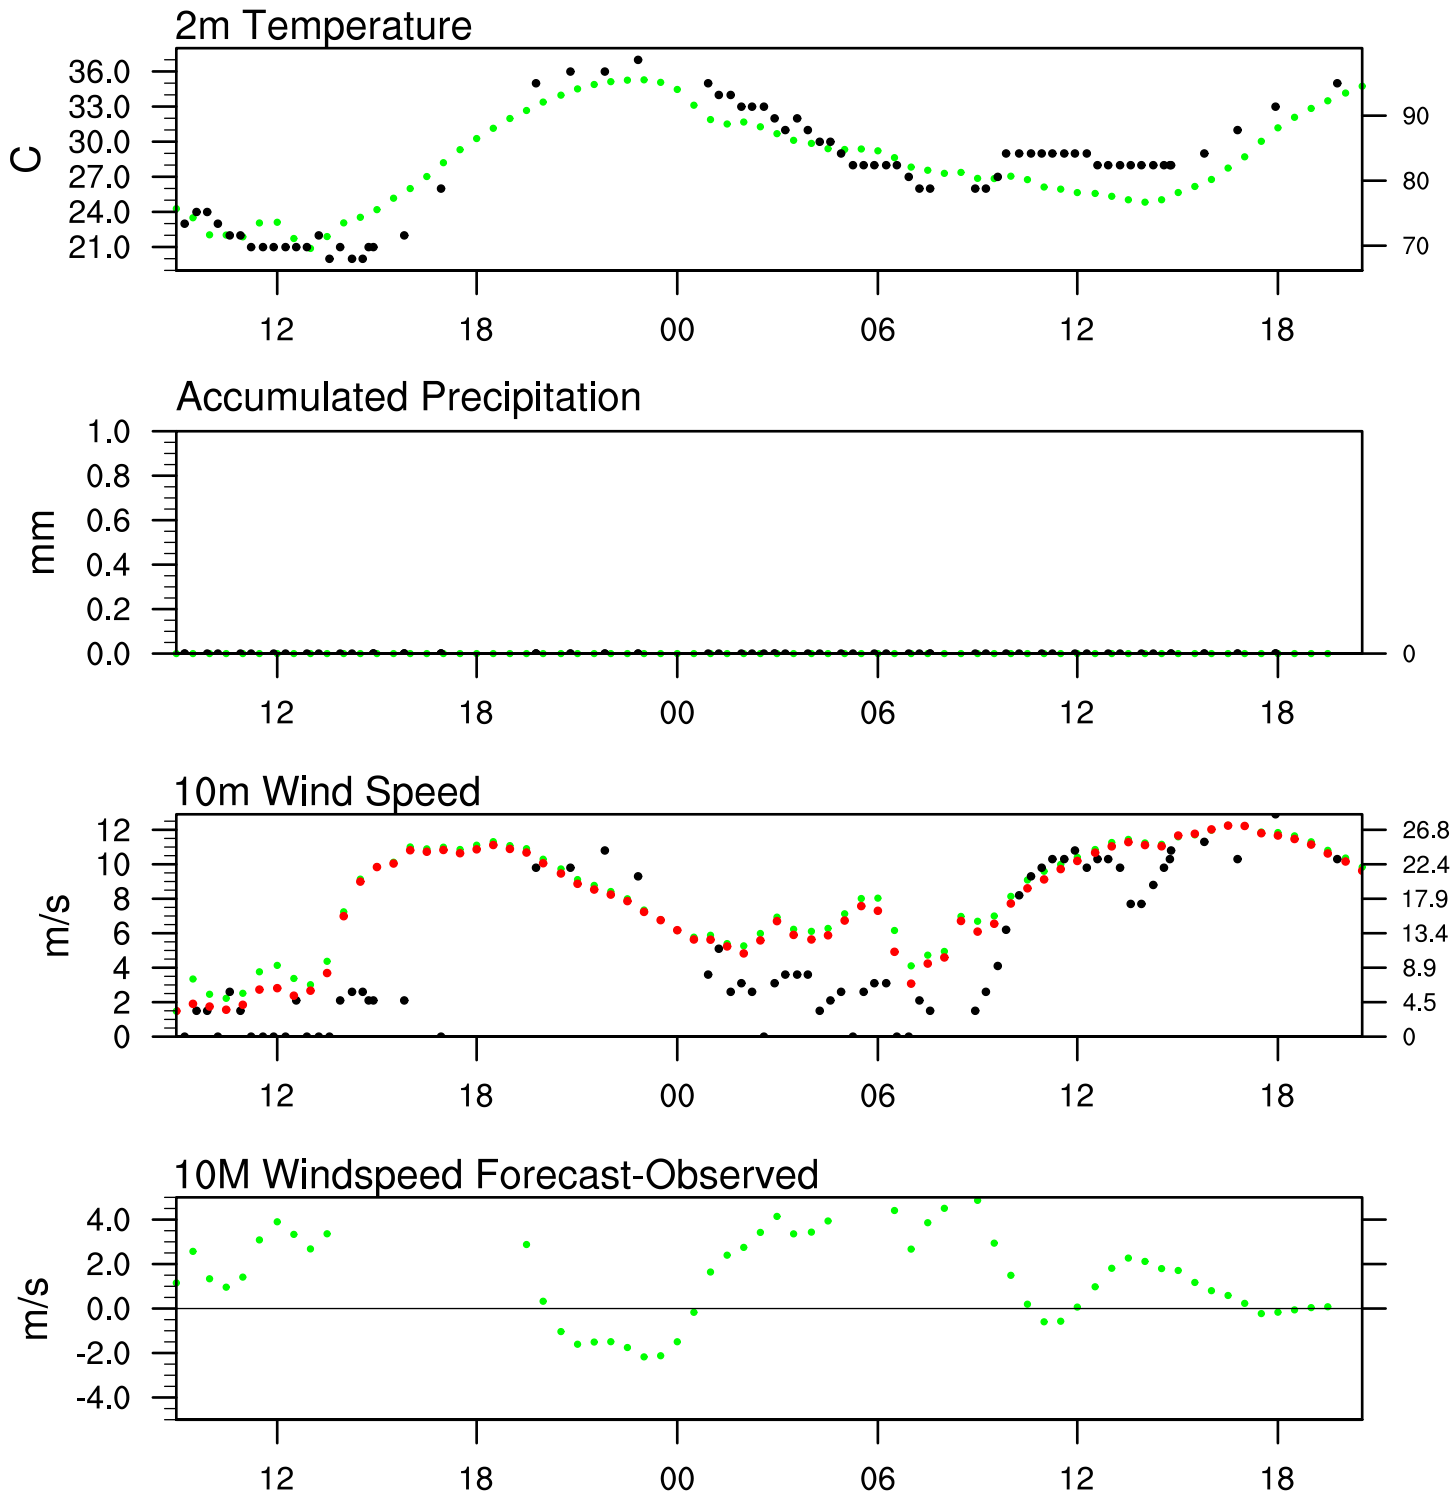 2m Temperature
36.0
33.0
30.0
27.0
24.0
21.0
C
90
80
70
12 18 00 06 12 18
Accumulated Precipitation
1.0
0.8
0.6
0.4
0.2
0.0
mm
0
12 18 00 06 12 18
10m Wind Speed
12
10
8
6
4
2
0
m/s
26.8
22.4
17.9
13.4
8.9
4.5
0
12 18 00 06 12 18
10M Windspeed Forecast-Observed
4.0
2.0
0.0
-2.0
-4.0
m/s
12 18 00 06 12 18